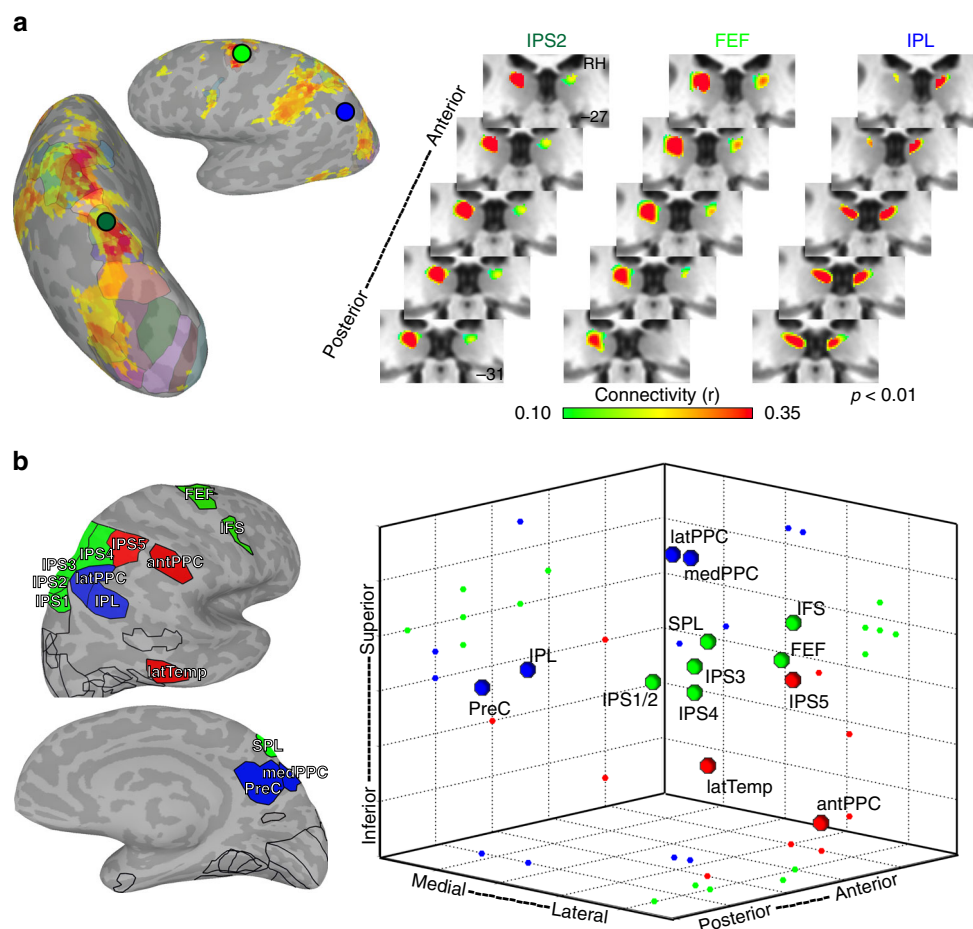 a
IPS2
FEF
IPL
RH
−27
Anterior
Posterior
−31
Connectivity (r)
p < 0.01
0.10
0.35
b
FEF
IFS
IPS5
IPS4
IPS3
antPPC
IPS2
latPPC
IPS1
IPL
latTemp
SPL
medPPC
PreC
latPPC
medPPC
Superior
Inferior
IFS
SPL
FEF
IPL
IPS3
PreC
IPS1/2
IPS5
IPS4
latTemp
antPPC
Medial
Lateral
Posterior
Anterior